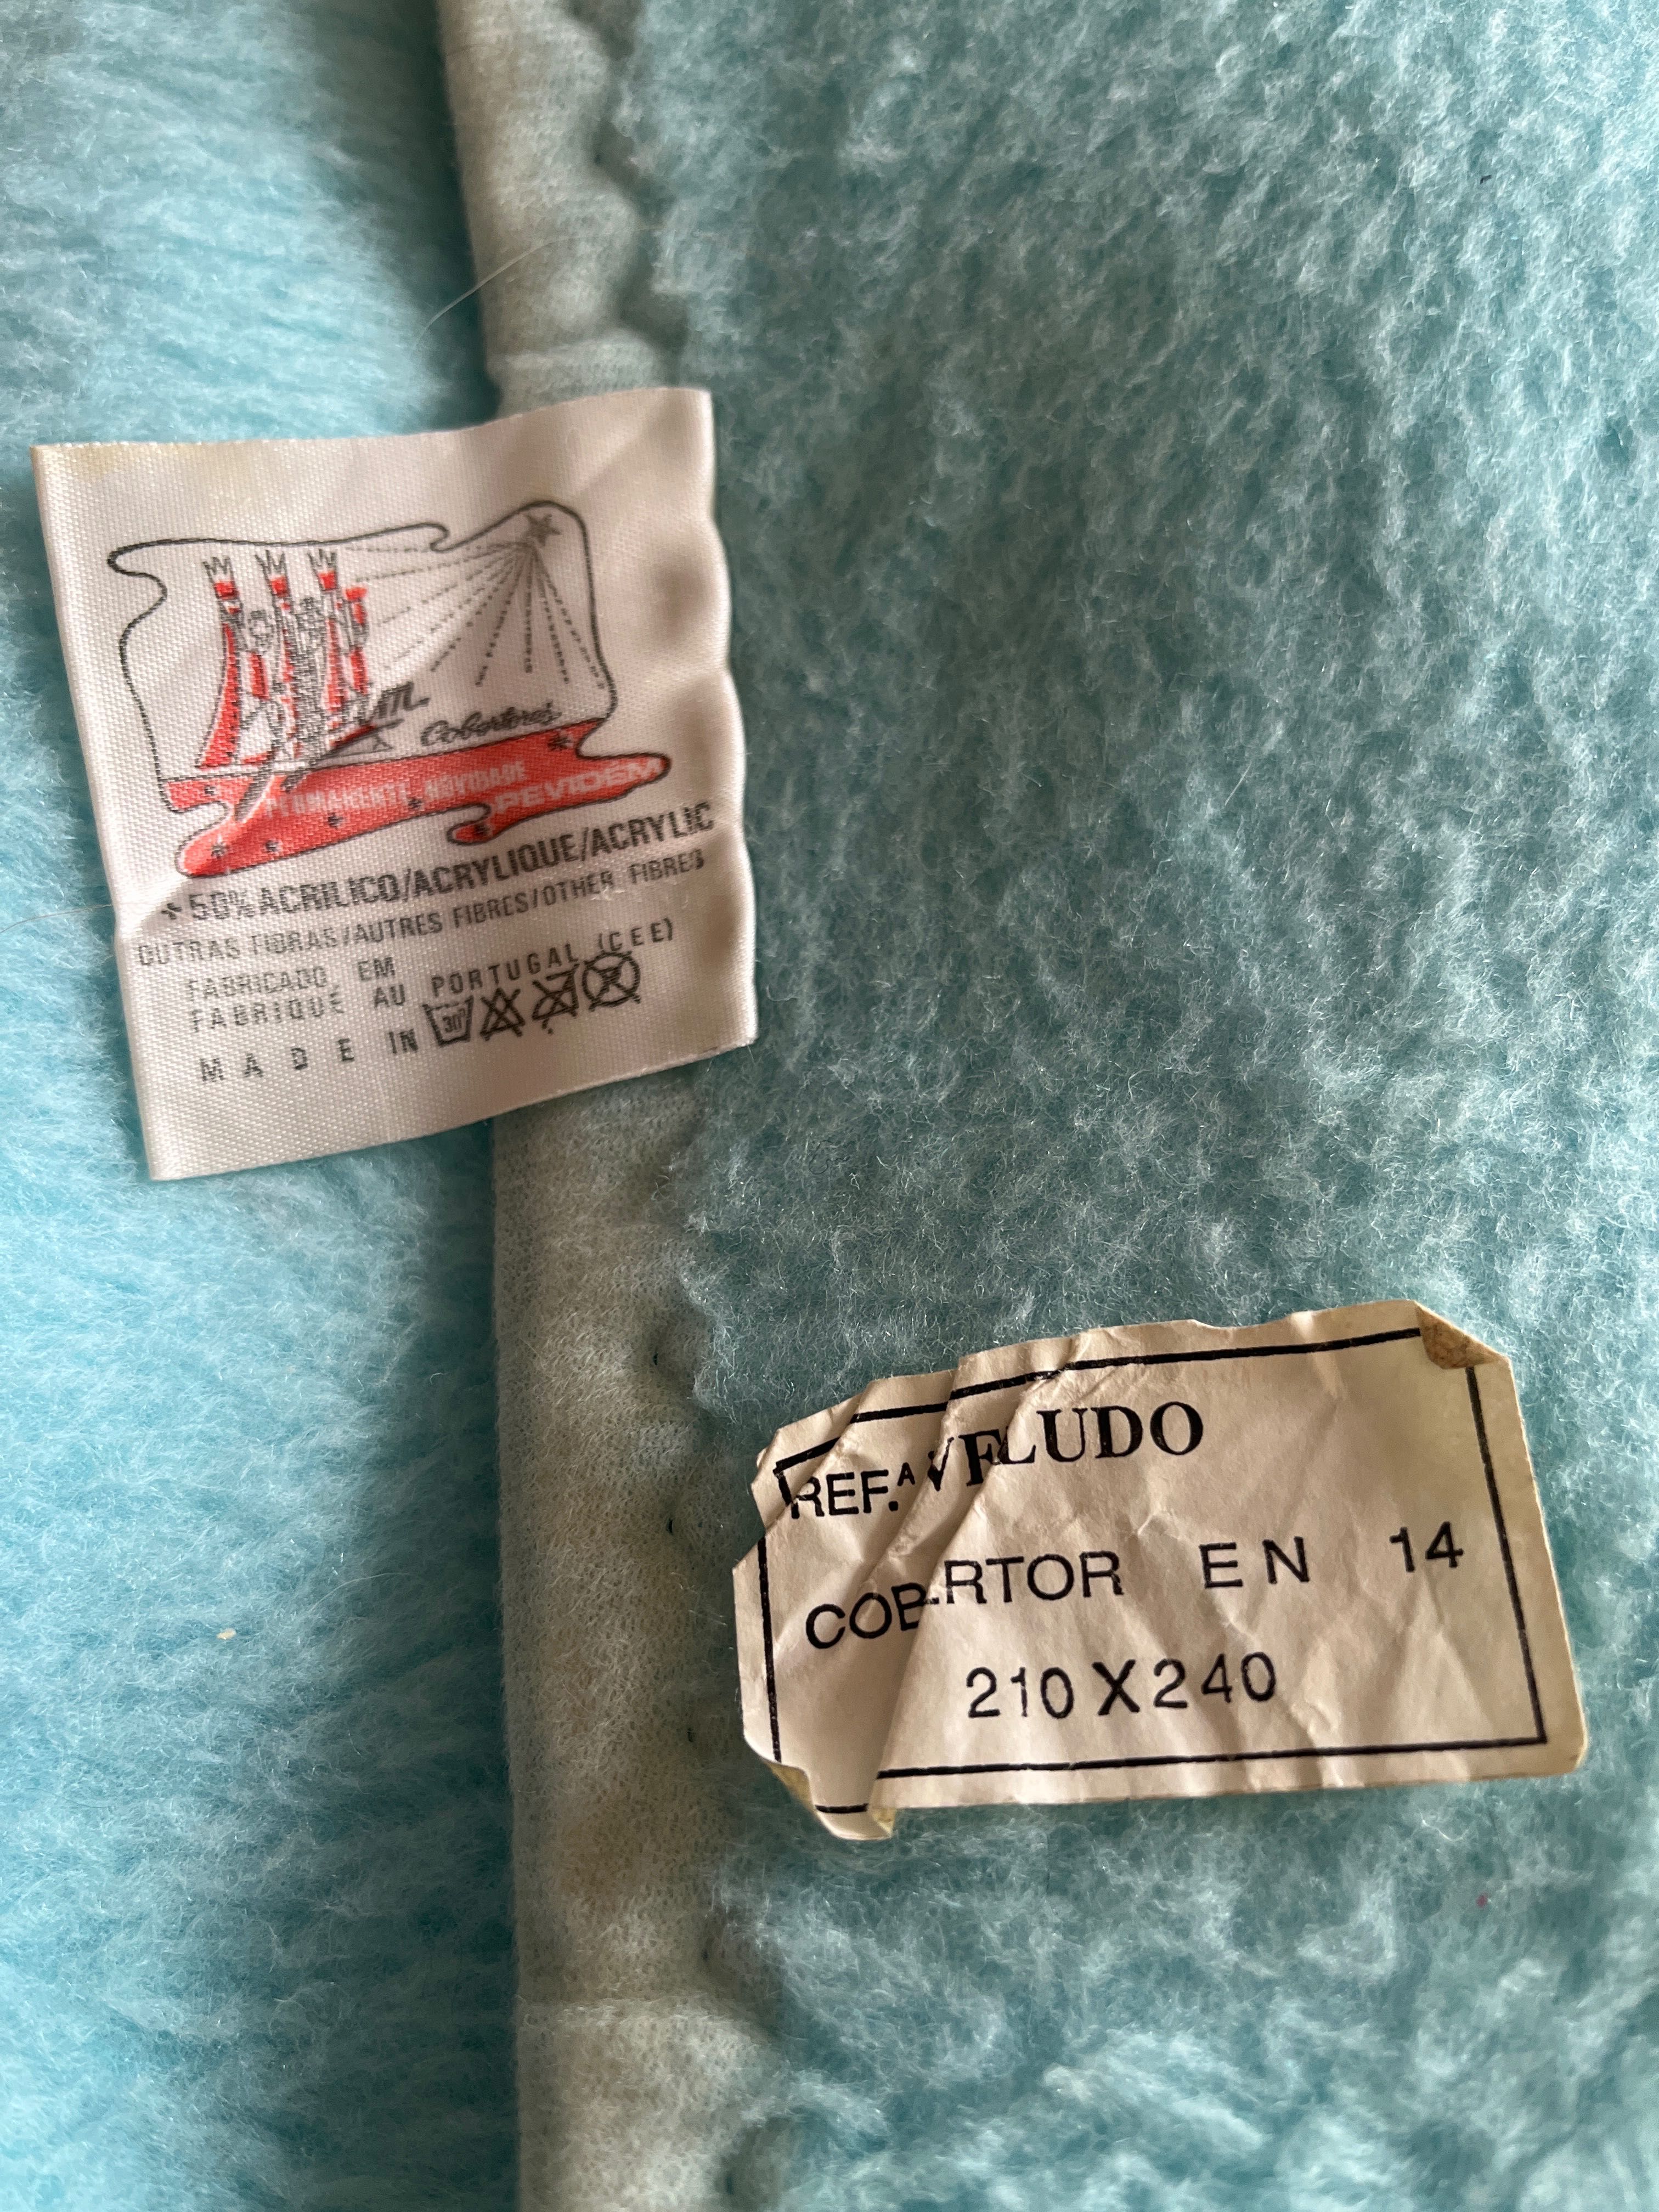 Cobertores
PERMANENTE NOVIDADE
PEVIDEM
+50% ACRILICO/ACRYLIQUE/ACRYLIC
OUTRAS FIBRAS/AUTRES FIBRES/OTHER FIBRES
FABRICADO EM
FABRIQUE AU PORTUGAL (CEE)
MADE IN
30°
REF.ᴬ VELUDO
COBERTOR EN 14
210X240